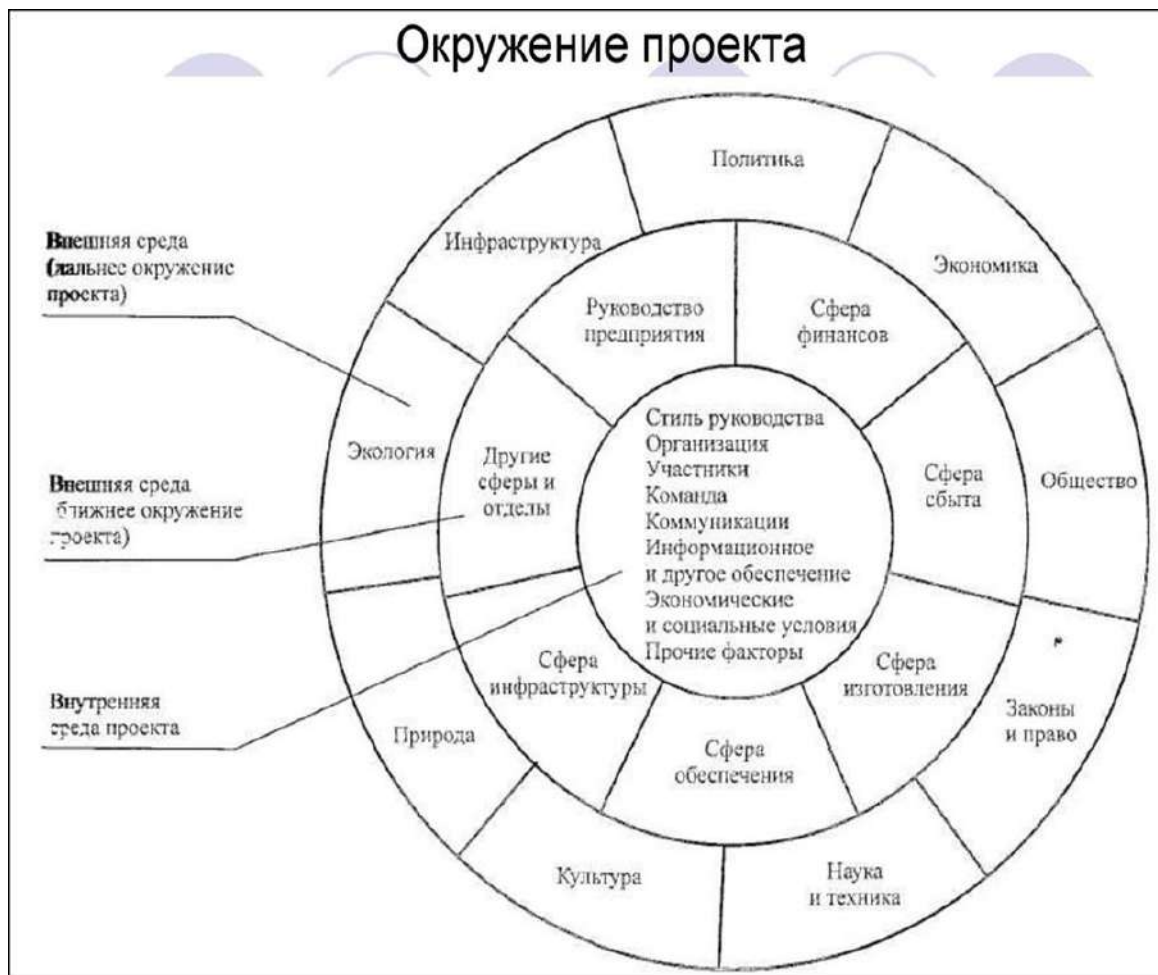 Окружение проекта
Политика
Инфраструктура
Экономика
Внешняя среда
(дальнее окружение
проекта)
Руководство
предприятия
Сфера
финансов
Стиль руководства
Организация
Участники
Команда
Коммуникации
Информационное
и другое обеспечение
Экономические
и социальные условия
Прочие факторы
Экология
Другие
сферы и
отделы
Сфера
сбыта
Общество
Внешняя среда
ближнее окружение
проекта)
Сфера
инфраструктуры
Сфера
изготовления
Внутренняя
среда проекта
Природа
Сфера
обеспечения
Законы
и право
Культура
Наука
и техника